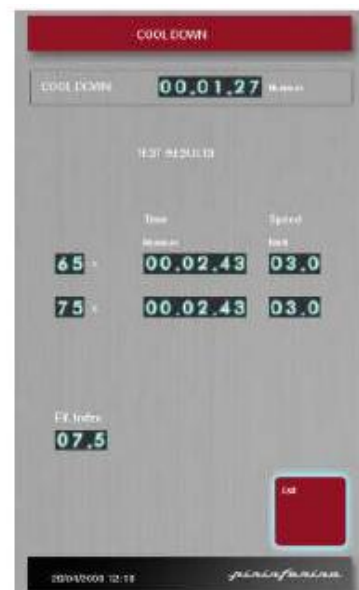 COOL DOWN
COOL DOWN 00.01.27
TEST RESULTS
Time Speed
65 % 00.02.43 03.0
75 % 00.02.43 03.0
Fit. Index
07.5
Exit
pininfarina